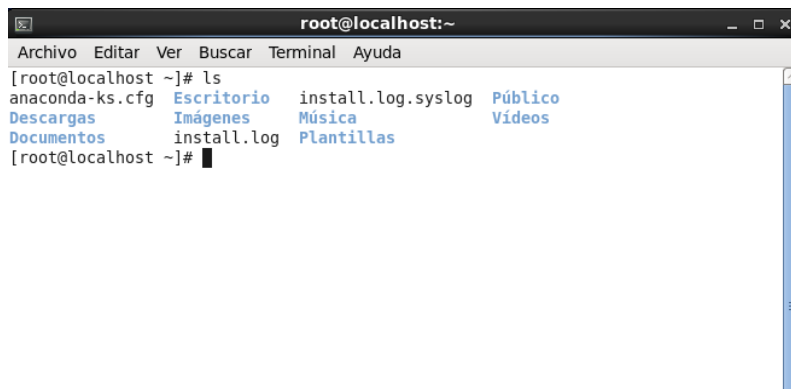 root@localhost:~
Archivo Editar Ver Buscar Terminal Ayuda
[root@localhost ~]# ls
anaconda-ks.cfg Escritorio install.log.syslog Público
Descargas Imágenes Música Vídeos
Documentos install.log Plantillas
[root@localhost ~]#